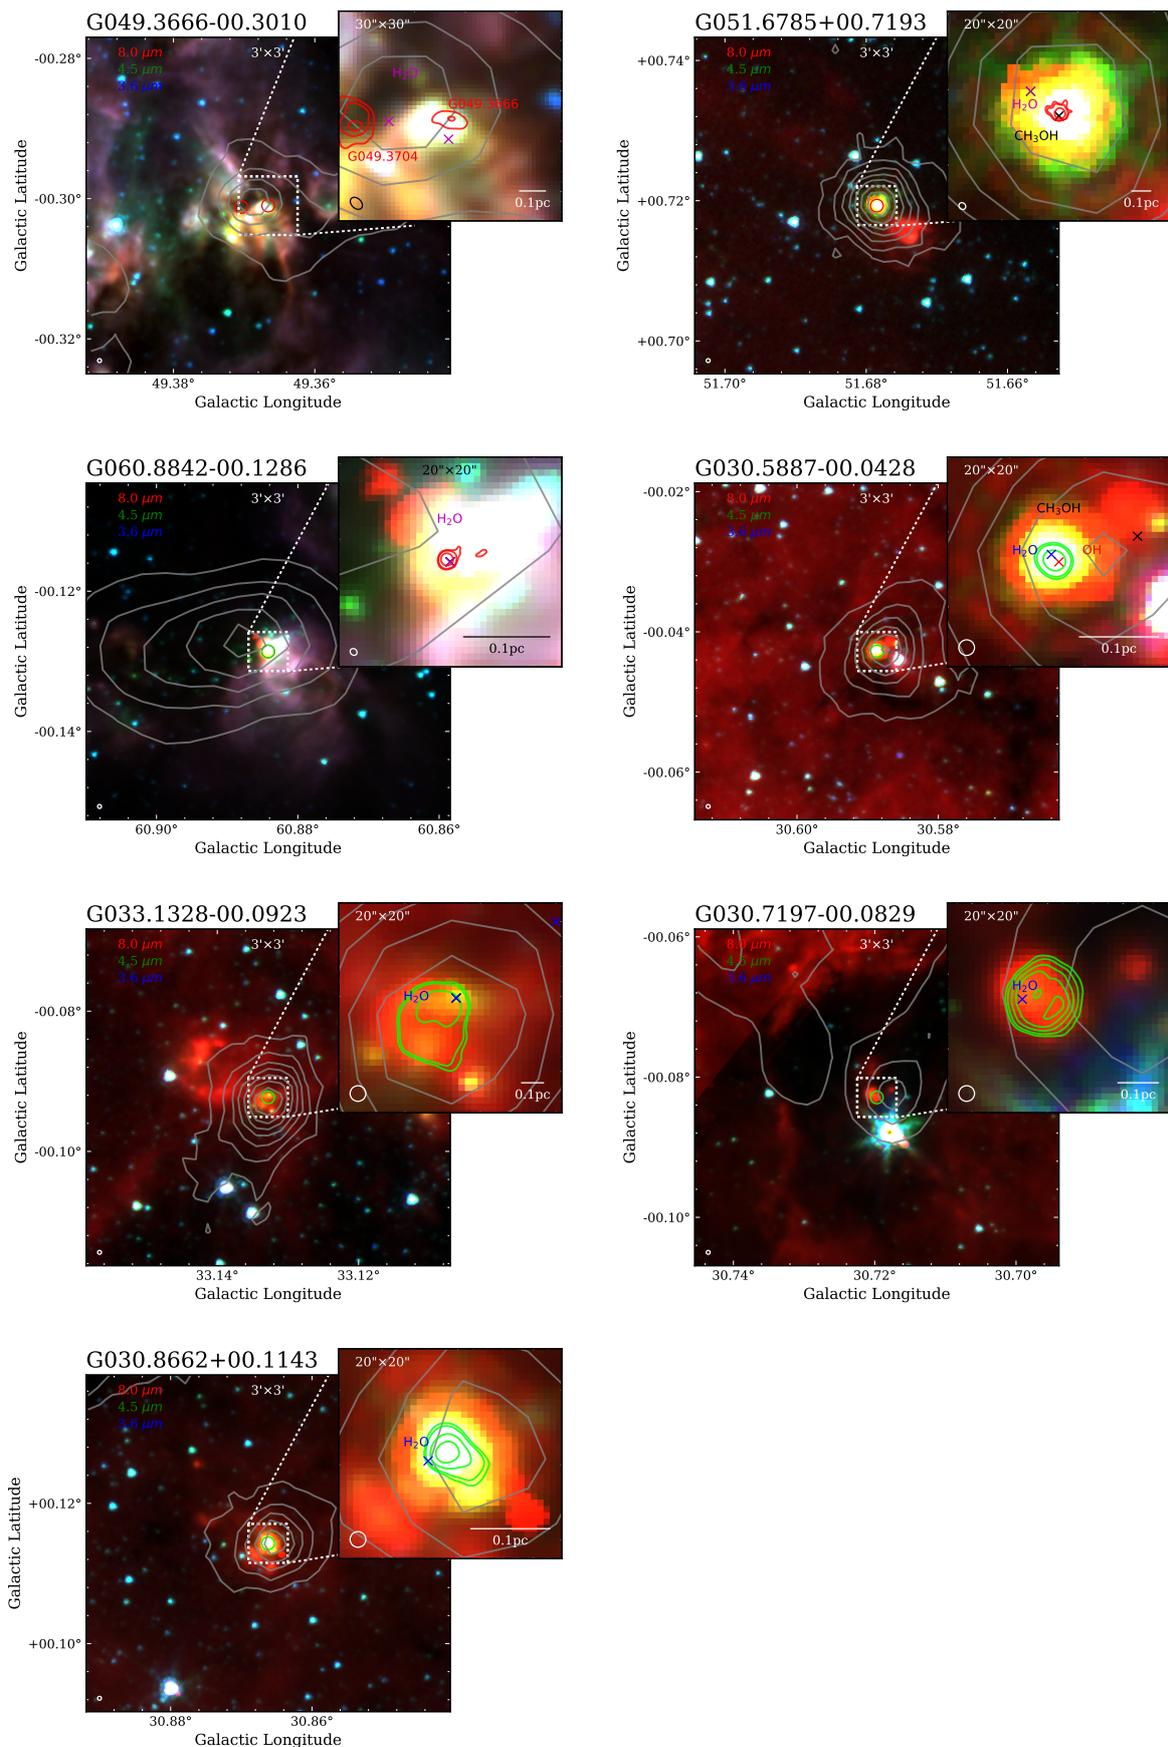 G049.3666-00.3010
8.0 μm
4.5 μm
3.6 μm
3'×3'
30"×30"
H₂O
G049.3666
G049.3704
0.1pc
-00.28°
-00.30°
-00.32°
49.38°
49.36°
Galactic Latitude
Galactic Longitude
G051.6785+00.7193
8.0 μm
4.5 μm
3.6 μm
3'×3'
20"×20"
H₂O
CH₃OH
0.1pc
+00.74°
+00.72°
+00.70°
51.70°
51.68°
51.66°
Galactic Latitude
Galactic Longitude
G060.8842-00.1286
8.0 μm
4.5 μm
3.6 μm
3'×3'
20"×20"
H₂O
0.1pc
-00.12°
-00.14°
60.90°
60.88°
60.86°
Galactic Latitude
Galactic Longitude
G030.5887-00.0428
8.0 μm
4.5 μm
3.6 μm
3'×3'
20"×20"
CH₃OH
H₂O
OH
0.1pc
-00.02°
-00.04°
-00.06°
30.60°
30.58°
Galactic Latitude
Galactic Longitude
G033.1328-00.0923
8.0 μm
4.5 μm
3.6 μm
3'×3'
20"×20"
H₂O
0.1pc
-00.08°
-00.10°
33.14°
33.12°
Galactic Latitude
Galactic Longitude
G030.7197-00.0829
8.0 μm
4.5 μm
3.6 μm
3'×3'
20"×20"
H₂O
0.1pc
-00.06°
-00.08°
-00.10°
30.74°
30.72°
30.70°
Galactic Latitude
Galactic Longitude
G030.8662+00.1143
8.0 μm
4.5 μm
3.6 μm
3'×3'
20"×20"
H₂O
0.1pc
+00.12°
+00.10°
30.88°
30.86°
Galactic Latitude
Galactic Longitude